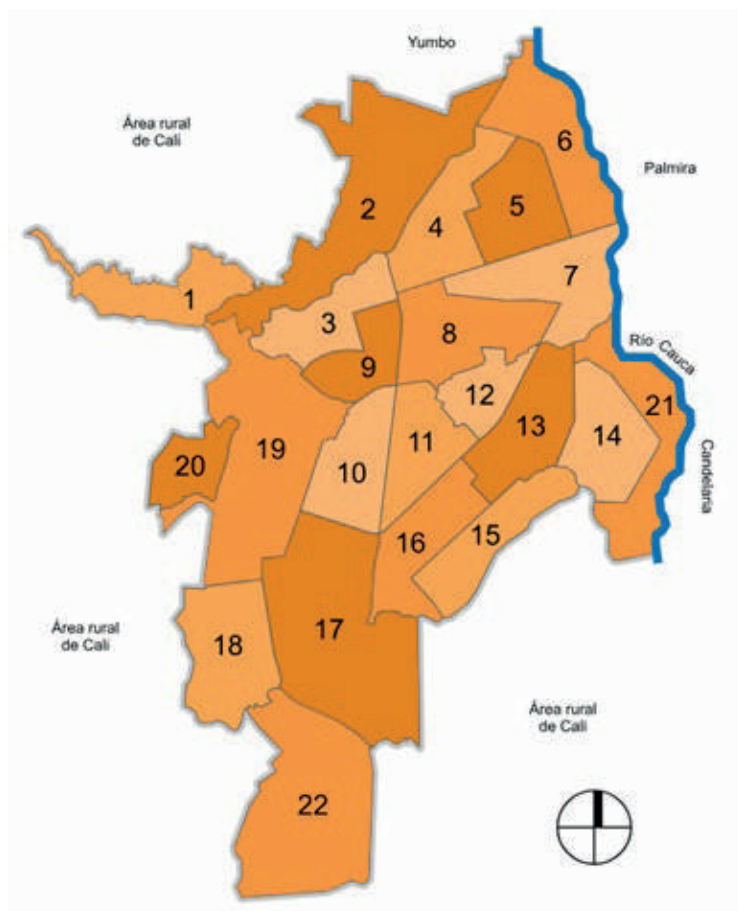 Yumbo
Área rural
de Cali
6
Palmira
2
5
4
7
1
3
8
Río Cauca
9
12
21
13
14
11
19
20
10
Candelaria
15
16
Área rural
de Cali
17
18
Área rural
de Cali
22